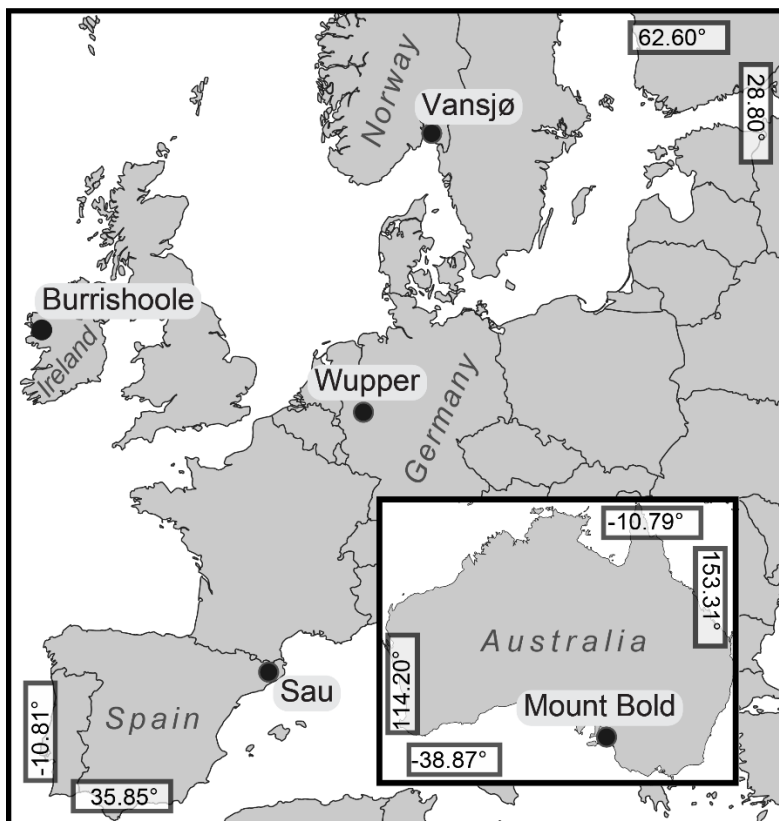 62.60°
28.80°
Norway
Vansjø
Burrishoole
Ireland
Wupper
Germany
-10.79°
153.31°
Australia
114.20°
Mount Bold
-38.87°
Sau
Spain
-10.81°
35.85°